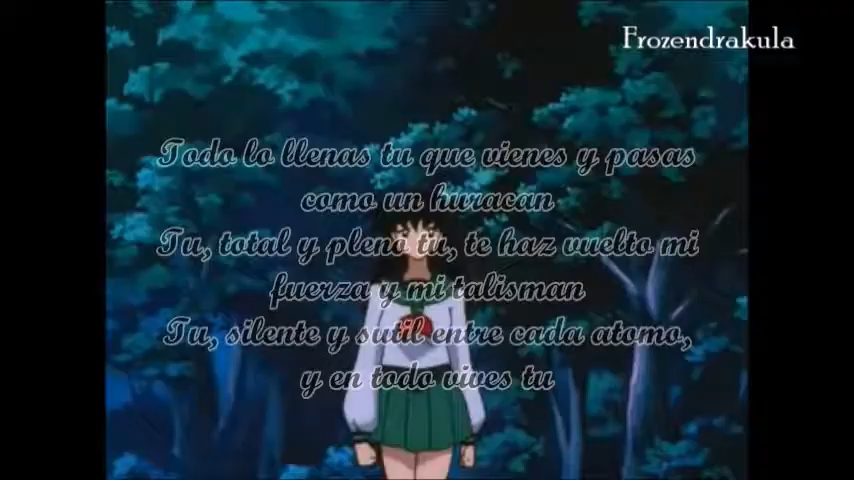 Frozendrakula
Todo lo llenas tu que vienes y pasas
como un huracan
Tu, total y pleno tu, te haz vuelto mi
fuerza y mi talisman
Tu, silente y sutil entre cada atomo,
y en todo vives tu